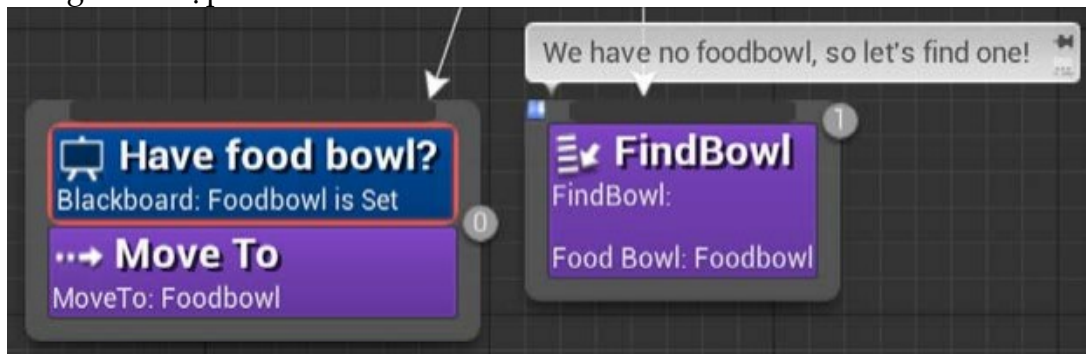 We have no foodbowl, so let's find one!
Have food bowl?
Blackboard: Foodbowl is Set
0
Move To
MoveTo: Foodbowl
1
FindBowl
FindBowl:
Food Bowl: Foodbowl